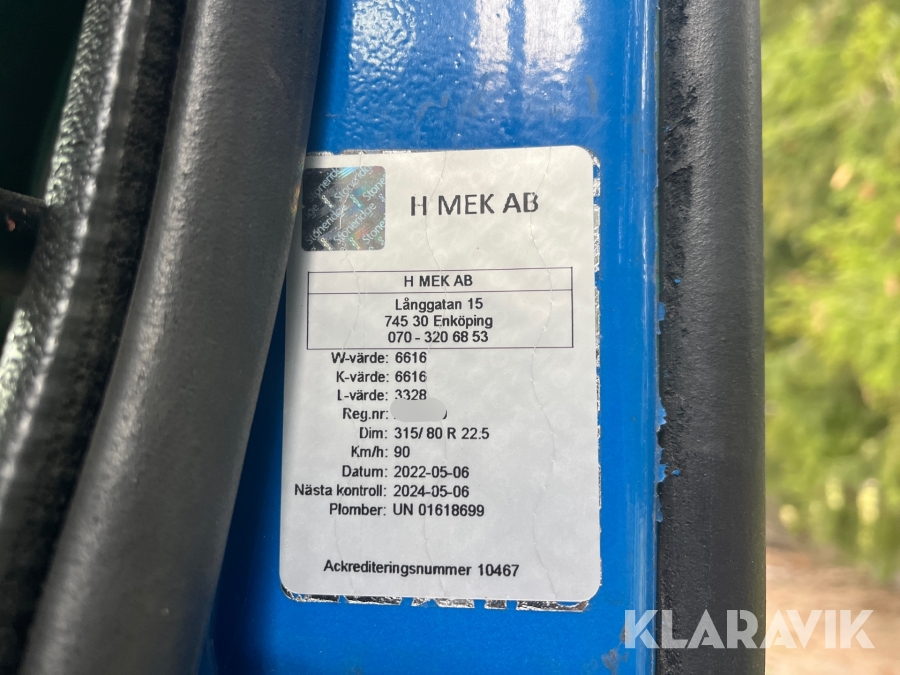 Stoneridge
H MEK AB
H MEK AB
Långgatan 15
745 30 Enköping
070 - 320 68 53
W-värde: 6616
K-värde: 6616
L-värde: 3328
Reg.nr:
Dim: 315/ 80 R 22.5
Km/h: 90
Datum: 2022-05-06
Nästa kontroll: 2024-05-06
Plomber: UN 01618699
Ackrediteringsnummer 10467
KLARAVIK